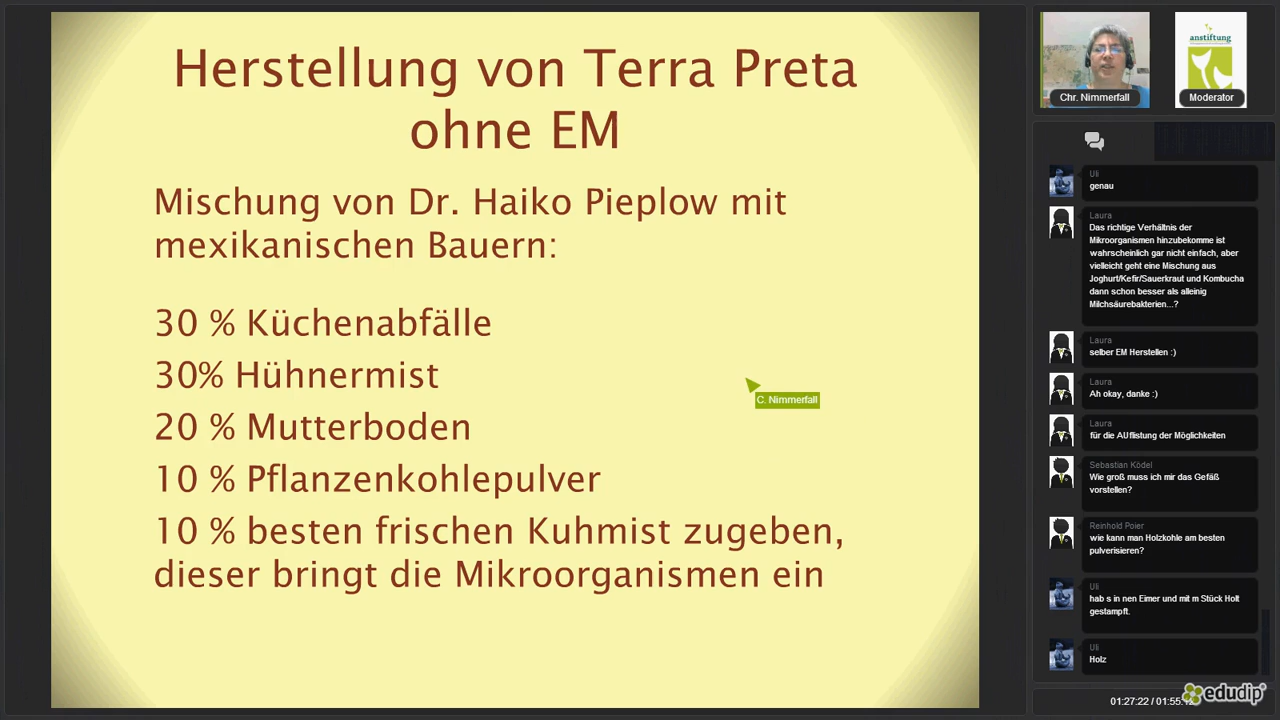 Herstellung von Terra Preta
ohne EM
Mischung von Dr. Haiko Pieplow mit
mexikanischen Bauern:
30 % Küchenabfälle
30% Hühnermist
20 % Mutterboden
10 % Pflanzenkohlepulver
10 % besten frischen Kuhmist zugeben,
dieser bringt die Mikroorganismen ein
C. Nimmerfall
Chr. Nimmerfall
anstiftung
Moderator
Uli
genau
Laura
Das richtige Verhältnis der
Mikroorganismen hinzubekomme ist
wahrscheinlich gar nicht einfach, aber
vielleicht geht eine Mischung aus
Joghurt/Kefir/Sauerkraut und Kombucha
dann schon besser als alleinig
Milchsäurebakterien...?
Laura
selber EM Herstellen :)
Laura
Ah okay, danke :)
Laura
für die AUflistung der Möglichkeiten
Sebastian Ködel
Wie groß muss ich mir das Gefäß
vorstellen?
Reinhold Poier
wie kann man Holzkohle am besten
pulverisieren?
Uli
hab s in nen Eimer und mit m Stück Holt
gestampft.
Uli
Holz
01:27:22 / 01:55:
edudip